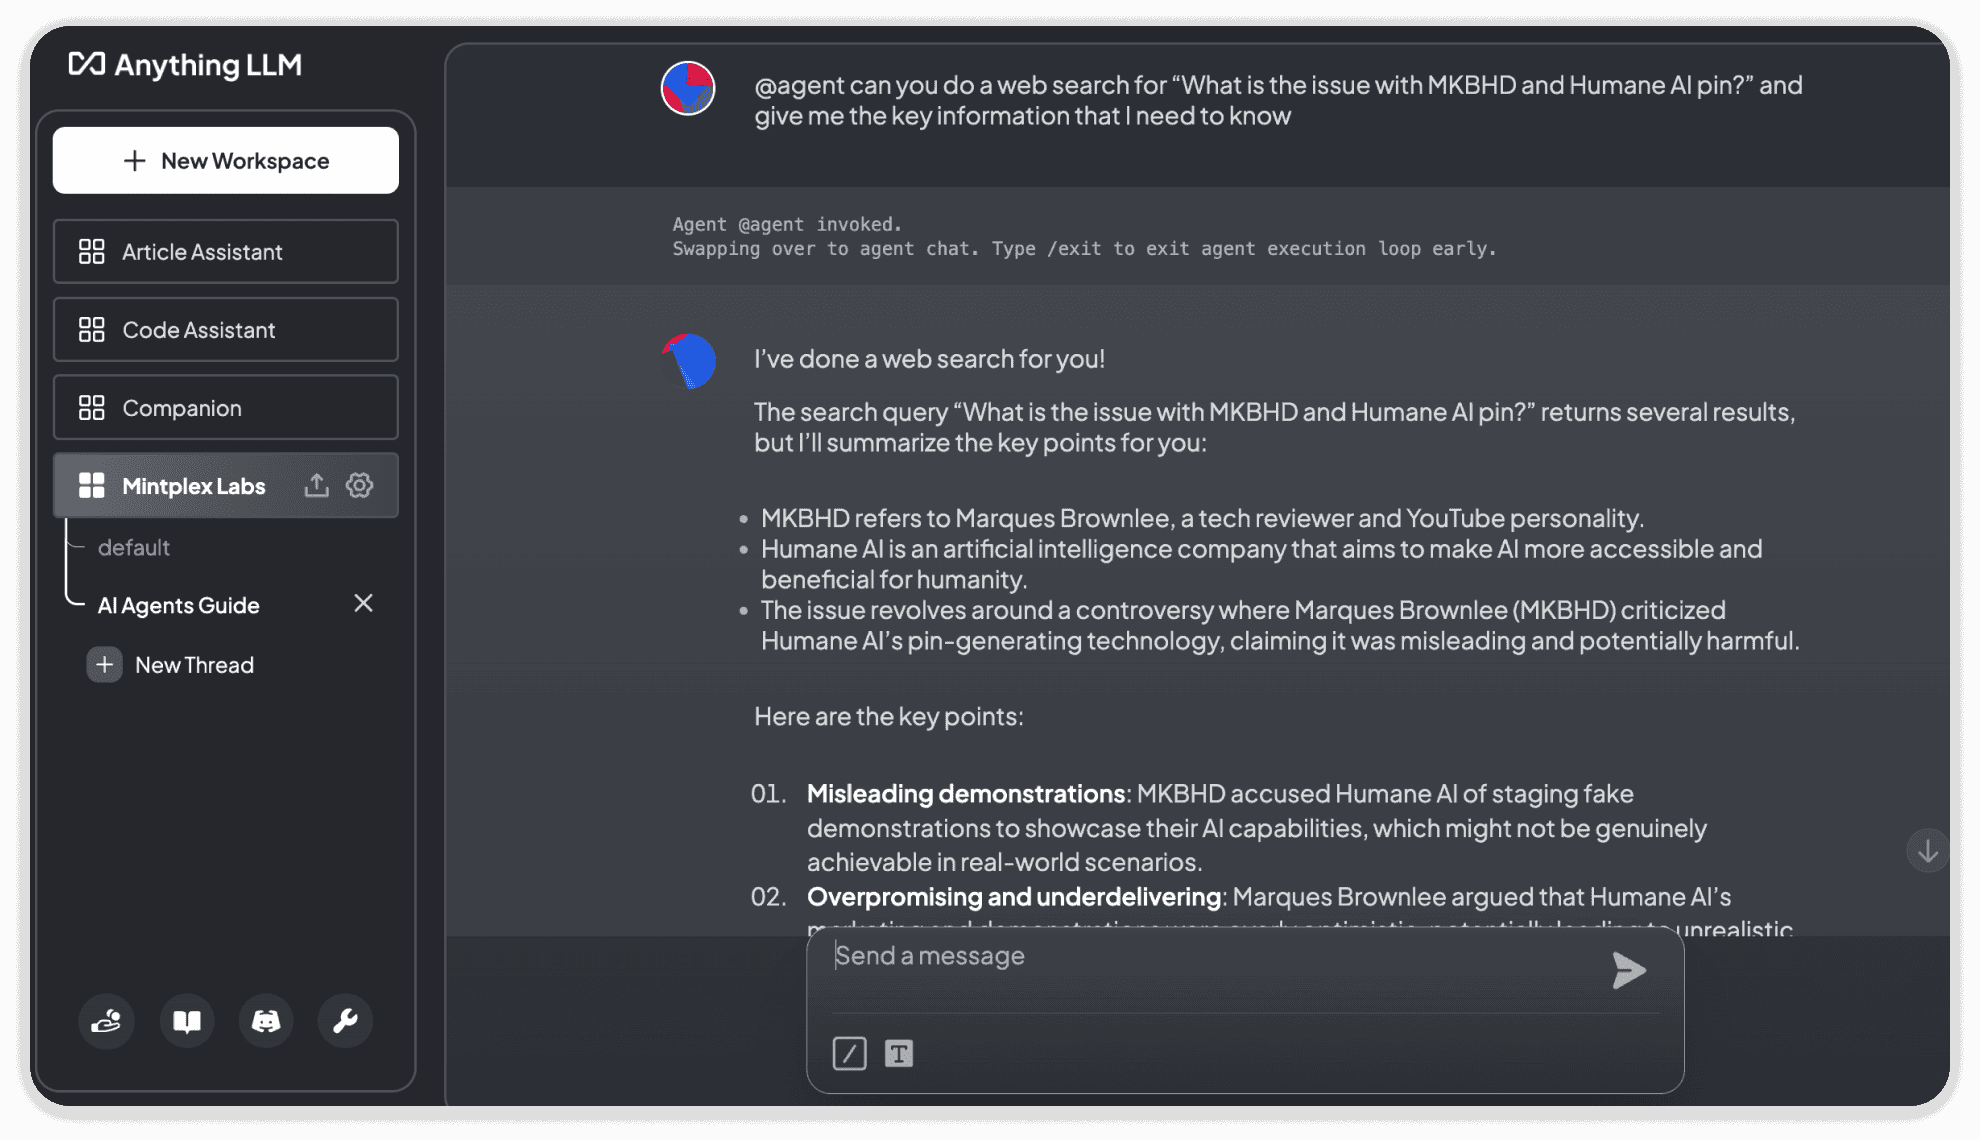 Anything LLM
New Workspace
Article Assistant
Code Assistant
Companion
Mintplex Labs
default
AI Agents Guide
New Thread
@agent can you do a web search for “What is the issue with MKBHD and Humane AI pin?” and
give me the key information that I need to know
Agent @agent invoked.
Swapping over to agent chat. Type /exit to exit agent execution loop early.
I’ve done a web search for you!
The search query “What is the issue with MKBHD and Humane AI pin?” returns several results,
but I’ll summarize the key points for you:
• MKBHD refers to Marques Brownlee, a tech reviewer and YouTube personality.
• Humane AI is an artificial intelligence company that aims to make AI more accessible and
beneficial for humanity.
• The issue revolves around a controversy where Marques Brownlee (MKBHD) criticized
Humane AI’s pin-generating technology, claiming it was misleading and potentially harmful.
Here are the key points:
01. Misleading demonstrations: MKBHD accused Humane AI of staging fake
demonstrations to showcase their AI capabilities, which might not be genuinely
achievable in real-world scenarios.
02. Overpromising and underdelivering: Marques Brownlee argued that Humane AI’s
marketing and demonstrations were overly optimistic, potentially leading to unrealistic
Send a message
T